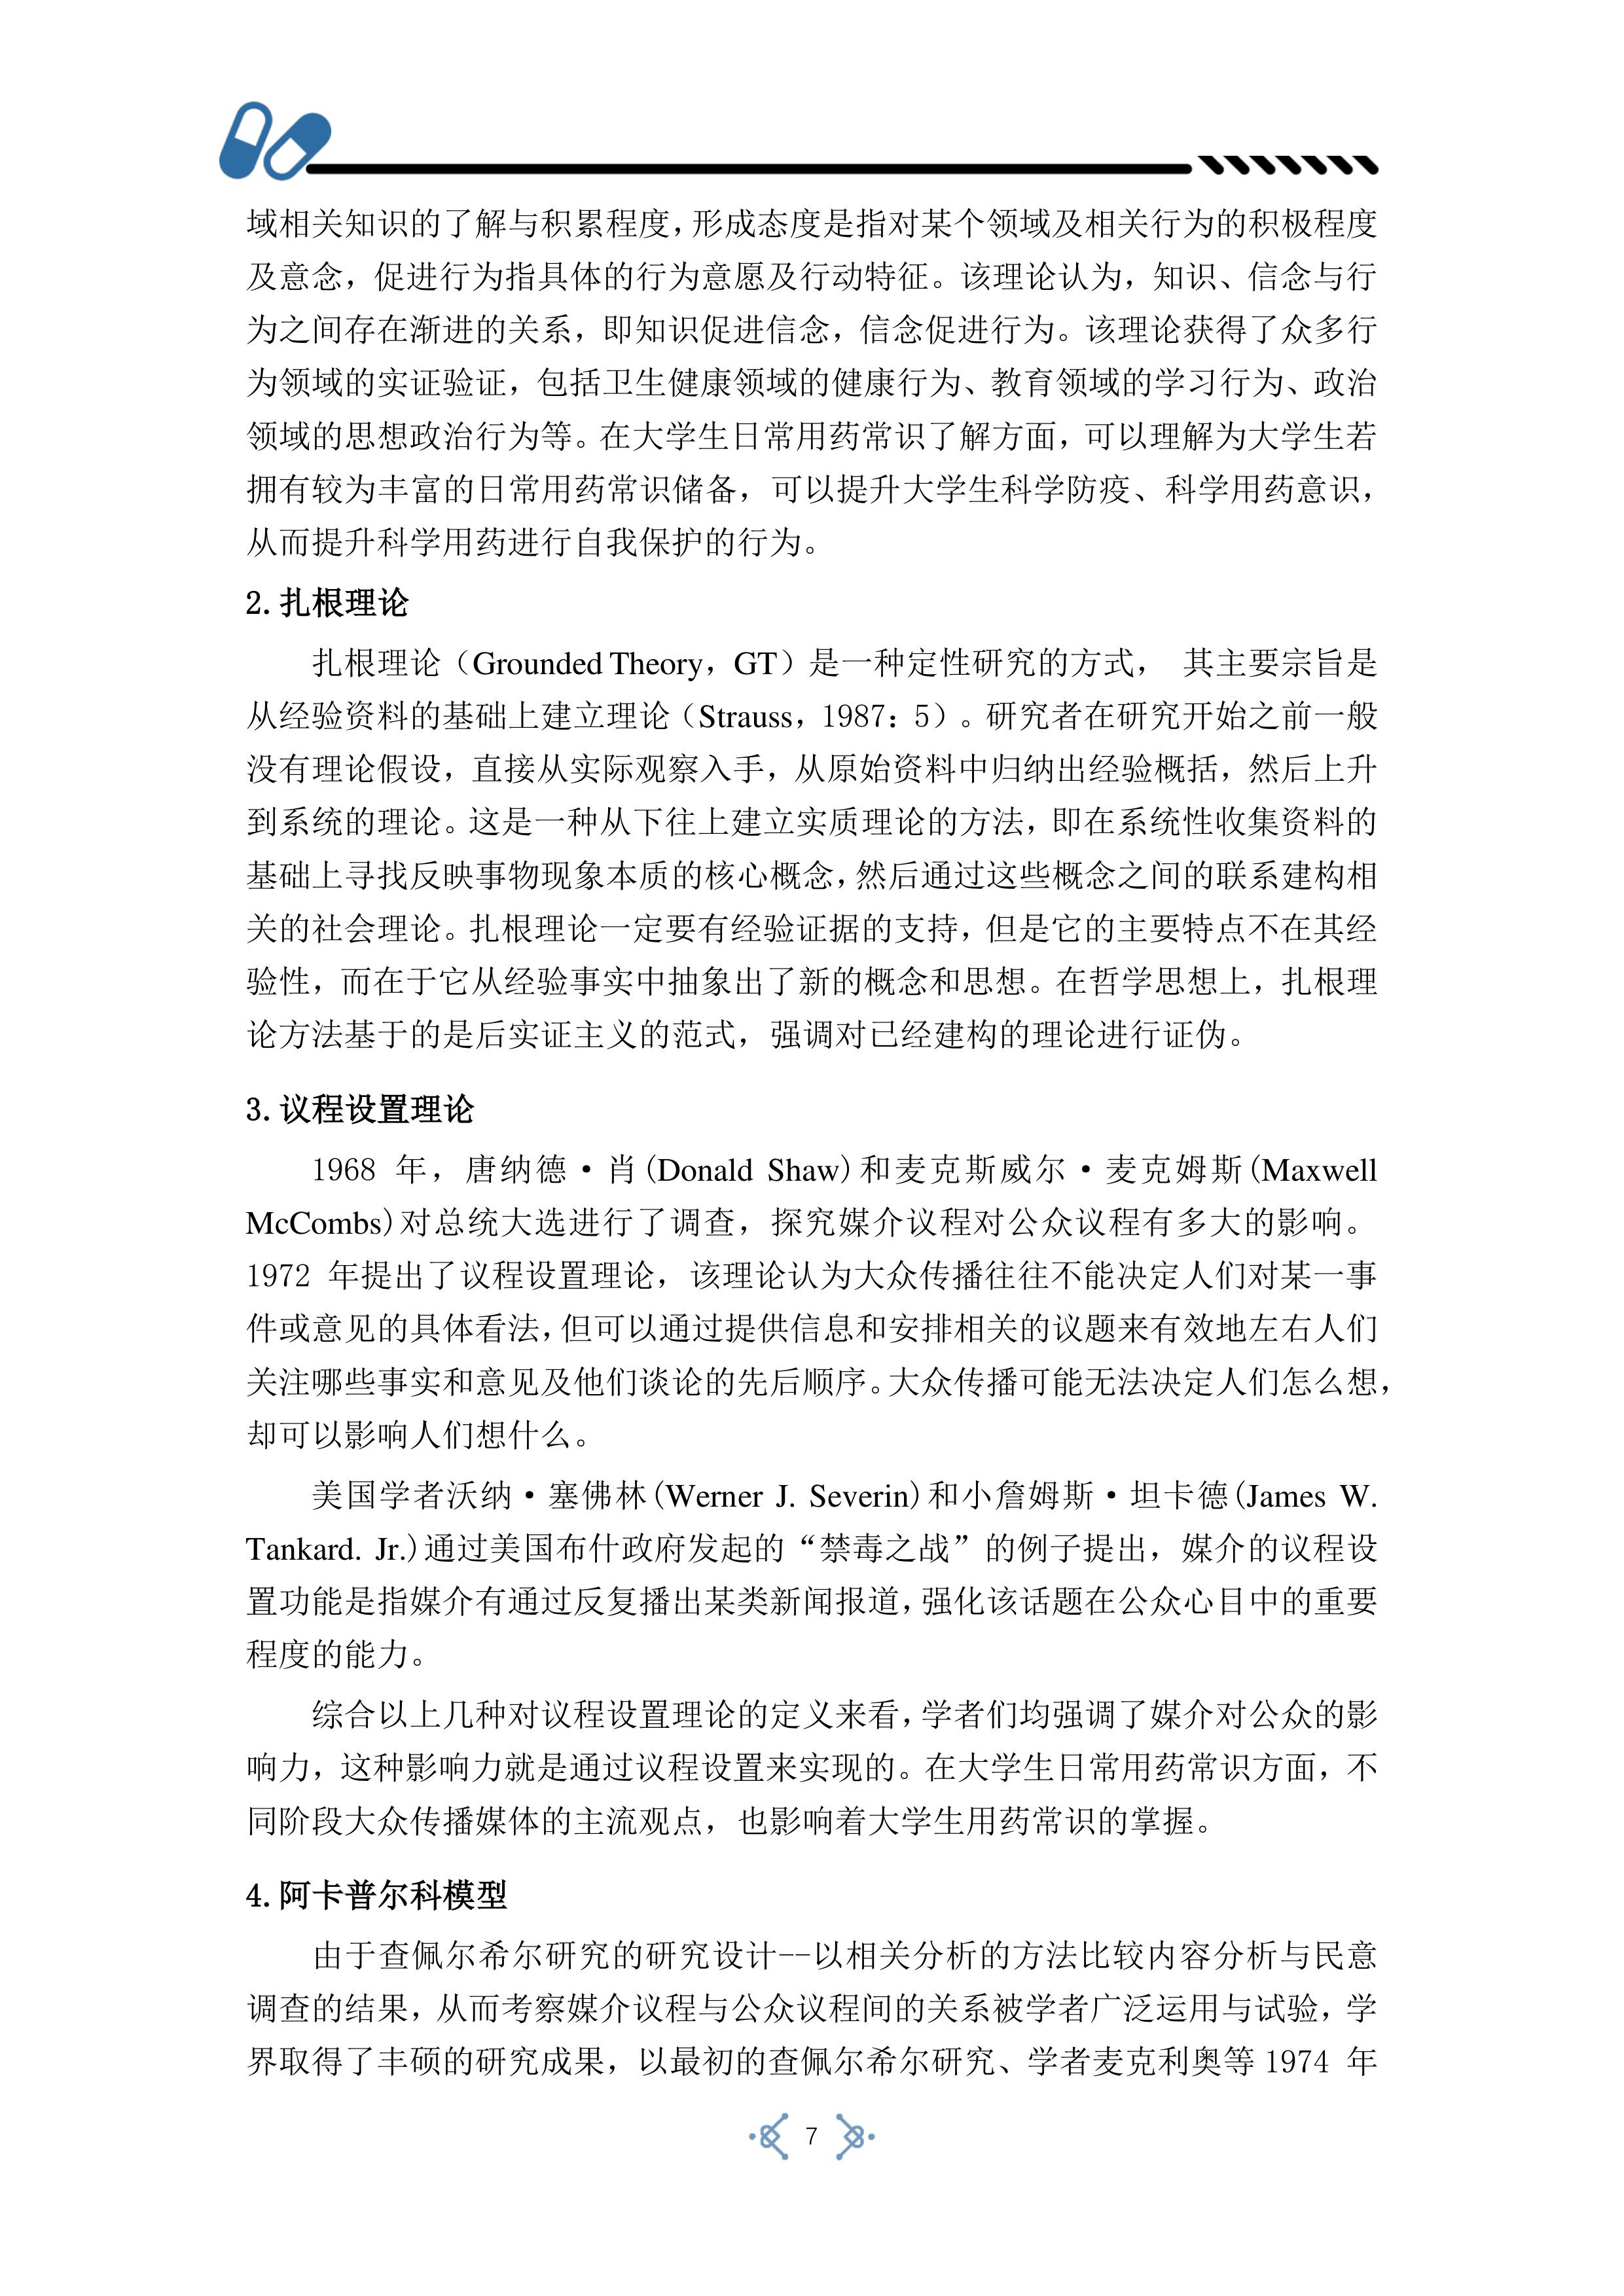 域相关知识的了解与积累程度，形成态度是指对某个领域及相关行为的积极程度
及意念，促进行为指具体的行为意愿及行动特征。该理论认为，知识、信念与行
为之间存在渐进的关系，即知识促进信念，信念促进行为。该理论获得了众多行
为领域的实证验证，包括卫生健康领域的健康行为、教育领域的学习行为、政治
领域的思想政治行为等。在大学生日常用药常识了解方面，可以理解为大学生若
拥有较为丰富的日常用药常识储备，可以提升大学生科学防疫、科学用药意识，
从而提升科学用药进行自我保护的行为。
2.扎根理论
扎根理论（Grounded Theory，GT）是一种定性研究的方式， 其主要宗旨是
从经验资料的基础上建立理论（Strauss，1987：5）。研究者在研究开始之前一般
没有理论假设，直接从实际观察入手，从原始资料中归纳出经验概括，然后上升
到系统的理论。这是一种从下往上建立实质理论的方法，即在系统性收集资料的
基础上寻找反映事物现象本质的核心概念，然后通过这些概念之间的联系建构相
关的社会理论。扎根理论一定要有经验证据的支持，但是它的主要特点不在其经
验性，而在于它从经验事实中抽象出了新的概念和思想。在哲学思想上，扎根理
论方法基于的是后实证主义的范式，强调对已经建构的理论进行证伪。
3.议程设置理论
1968 年，唐纳德·肖(Donald Shaw)和麦克斯威尔·麦克姆斯(Maxwell
McCombs)对总统大选进行了调查，探究媒介议程对公众议程有多大的影响。
1972 年提出了议程设置理论，该理论认为大众传播往往不能决定人们对某一事
件或意见的具体看法，但可以通过提供信息和安排相关的议题来有效地左右人们
关注哪些事实和意见及他们谈论的先后顺序。大众传播可能无法决定人们怎么想，
却可以影响人们想什么。
美国学者沃纳·塞佛林(Werner J. Severin)和小詹姆斯·坦卡德(James W.
Tankard. Jr.)通过美国布什政府发起的“禁毒之战”的例子提出，媒介的议程设
置功能是指媒介有通过反复播出某类新闻报道，强化该话题在公众心目中的重要
程度的能力。
综合以上几种对议程设置理论的定义来看，学者们均强调了媒介对公众的影
响力，这种影响力就是通过议程设置来实现的。在大学生日常用药常识方面，不
同阶段大众传播媒体的主流观点，也影响着大学生用药常识的掌握。
4.阿卡普尔科模型
由于查佩尔希尔研究的研究设计--以相关分析的方法比较内容分析与民意
调查的结果，从而考察媒介议程与公众议程间的关系被学者广泛运用与试验，学
界取得了丰硕的研究成果，以最初的查佩尔希尔研究、学者麦克利奥等 1974 年
7